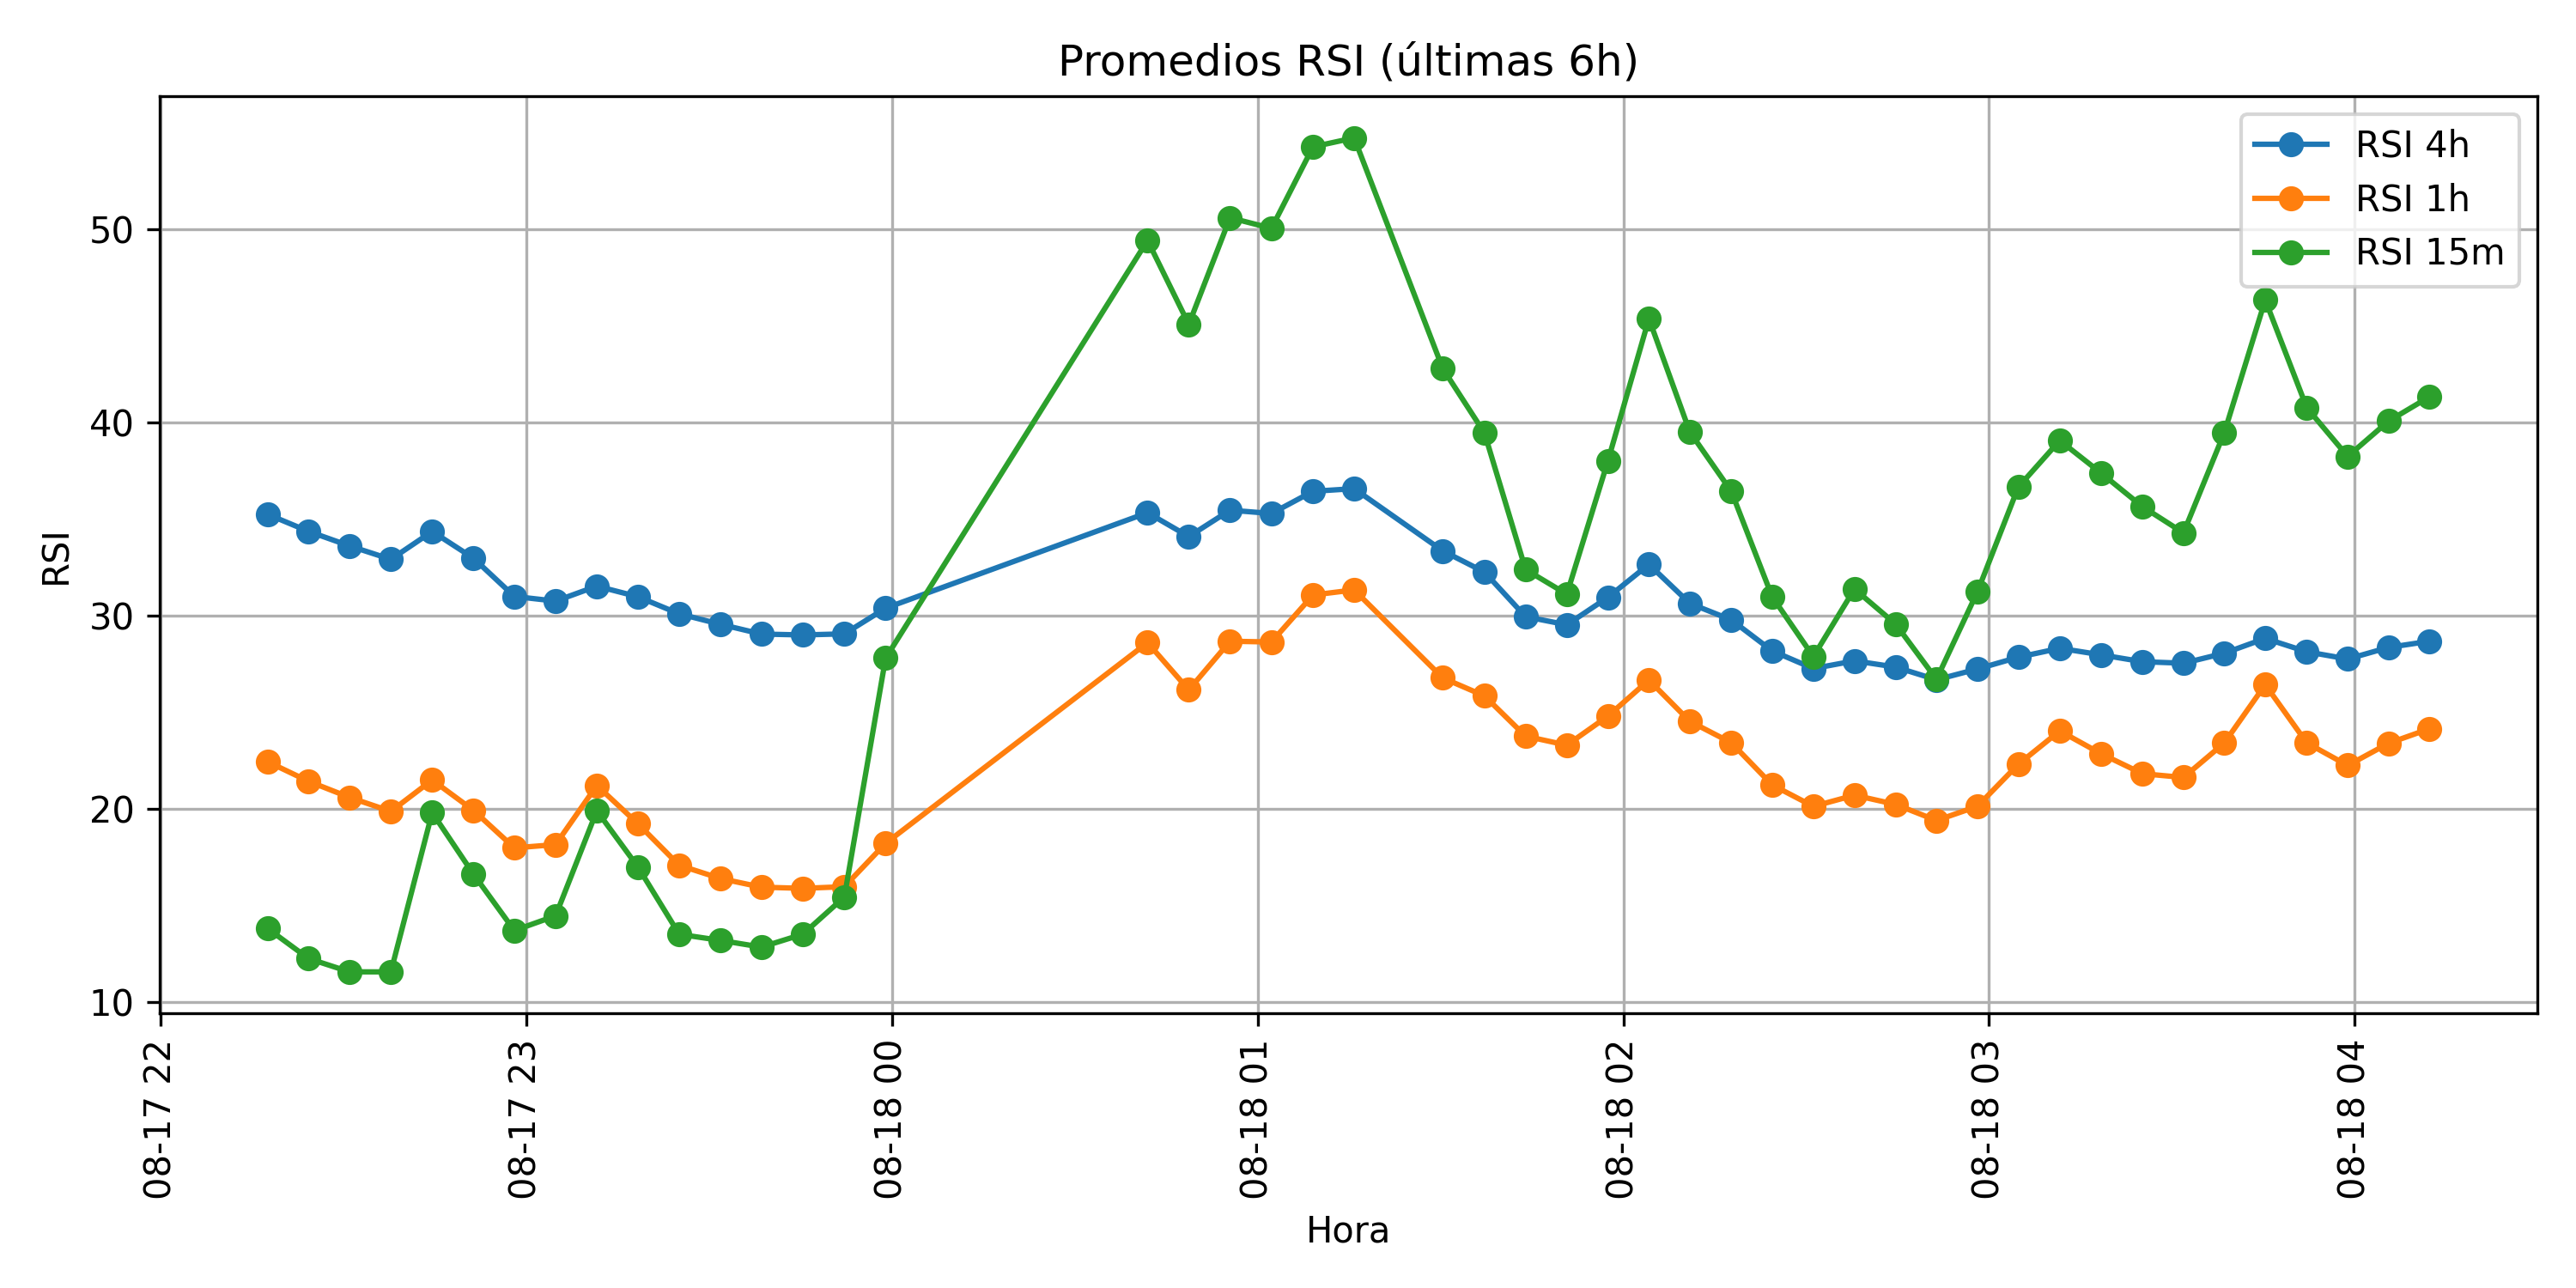 Promedios RSI (últimas 6h)
RSI 4h
RSI 1h
RSI 15m
RSI
50
40
30
20
10
08-17 22
08-17 23
08-18 00
08-18 01
08-18 02
08-18 03
08-18 04
Hora